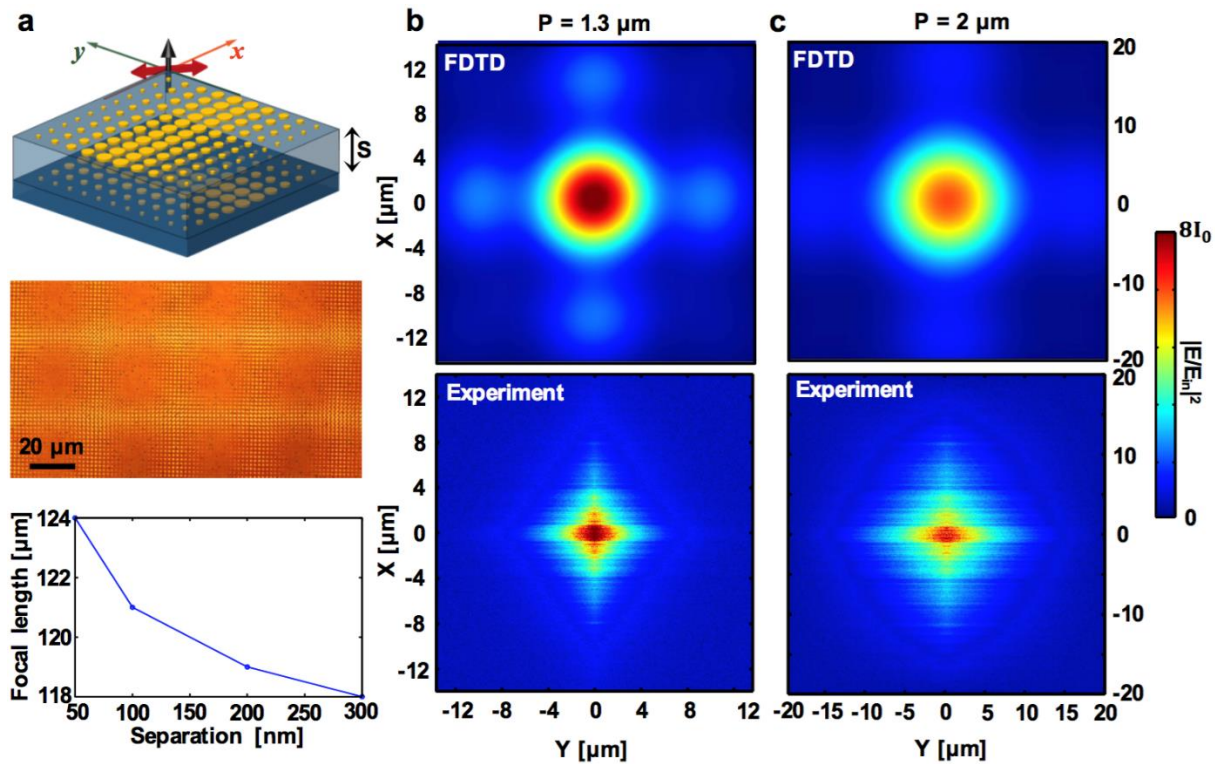 a
y
x
S
20 μm
Focal length [μm]
124
122
120
118
50
100
150
200
250
300
Separation [nm]
b
P = 1.3 μm
FDTD
12
8
4
0
-4
-8
-12
X [μm]
Experiment
12
8
4
0
-4
-8
-12
X [μm]
-12 -8 -4 0 4 8 12
Y [μm]
c
P = 2 μm
FDTD
20
10
0
-10
-20
Experiment
20
10
0
-10
-20
-20 -15 -10 -5 0 5 10 15 20
Y [μm]
8I₀
|E/Eᵢₙ|²
0